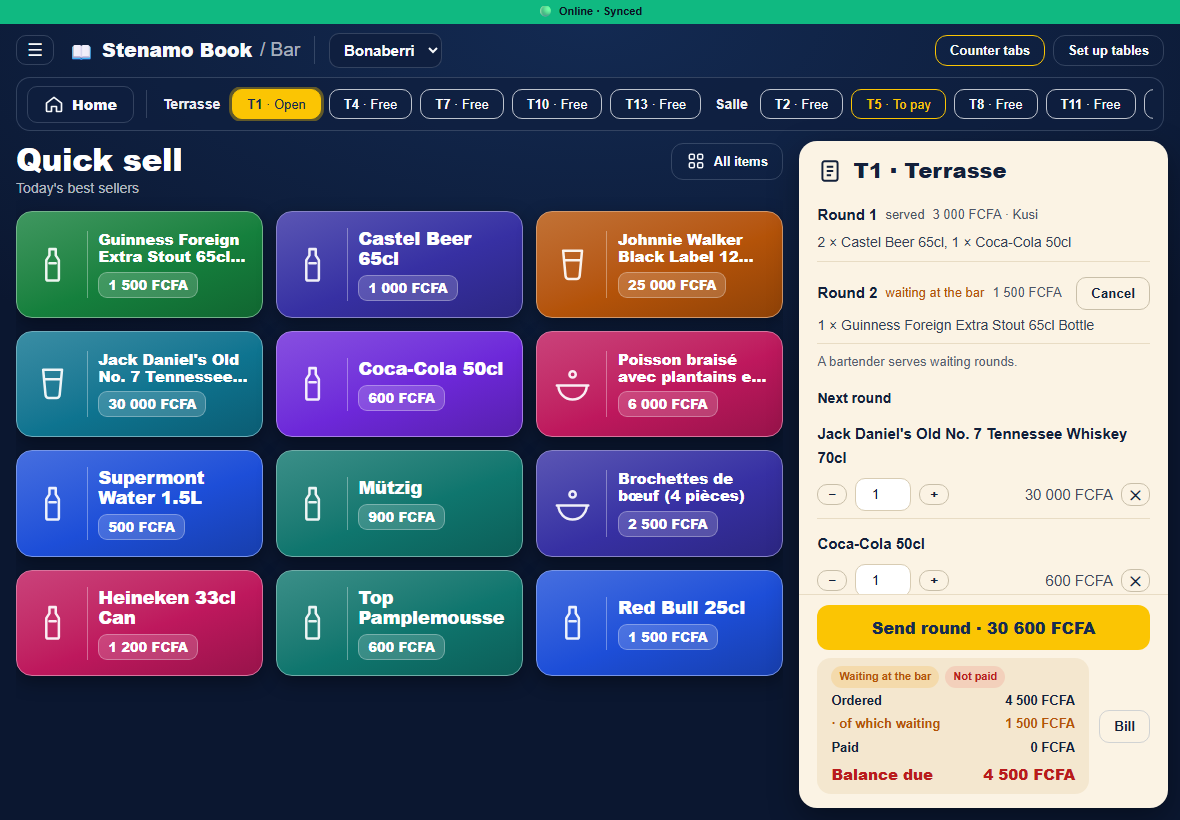 Online · Synced
Stenamo Book / Bar
Bonaberri
Counter tabs
Set up tables
Home
Terrasse
T1 · Open
T4 · Free
T7 · Free
T10 · Free
T13 · Free
Salle
T2 · Free
T5 · To pay
T8 · Free
T11 · Free
Quick sell
Today's best sellers
All items
Guinness Foreign
Extra Stout 65cl...
1 500 FCFA
Castel Beer
65cl
1 000 FCFA
Johnnie Walker
Black Label 12...
25 000 FCFA
Jack Daniel's Old
No. 7 Tennessee...
30 000 FCFA
Coca-Cola 50cl
600 FCFA
Poisson braisé
avec plantains e...
6 000 FCFA
Supermont
Water 1.5L
500 FCFA
Mützig
900 FCFA
Brochettes de
bœuf (4 pièces)
2 500 FCFA
Heineken 33cl
Can
1 200 FCFA
Top
Pamplemousse
600 FCFA
Red Bull 25cl
1 500 FCFA
T1 · Terrasse
Round 1 served 3 000 FCFA · Kusi
2 × Castel Beer 65cl, 1 × Coca-Cola 50cl
Round 2 waiting at the bar 1 500 FCFA
Cancel
1 × Guinness Foreign Extra Stout 65cl Bottle
A bartender serves waiting rounds.
Next round
Jack Daniel's Old No. 7 Tennessee Whiskey
70cl
− 1 + 30 000 FCFA ×
Coca-Cola 50cl
− 1 + 600 FCFA ×
Send round · 30 600 FCFA
Waiting at the bar
Not paid
Ordered 4 500 FCFA
· of which waiting 1 500 FCFA
Paid 0 FCFA
Balance due 4 500 FCFA
Bill